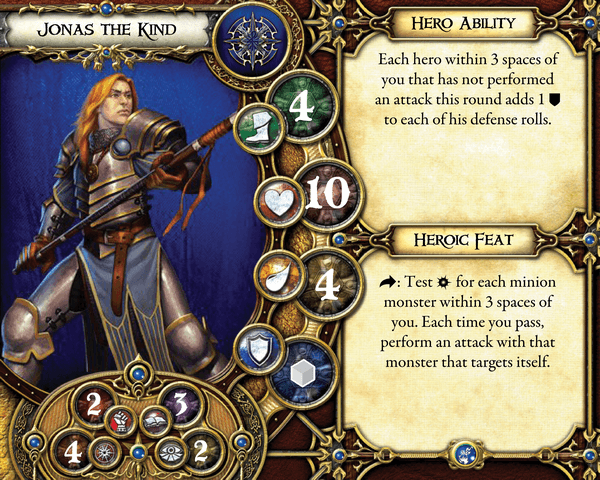 Jonas the Kind
4
10
4
2
3
4
2
Hero Ability
Each hero within 3 spaces of
you that has not performed
an attack this round adds 1
to each of his defense rolls.
Heroic Feat
: Test for each minion
monster within 3 spaces of
you. Each time you pass,
perform an attack with that
monster that targets itself.